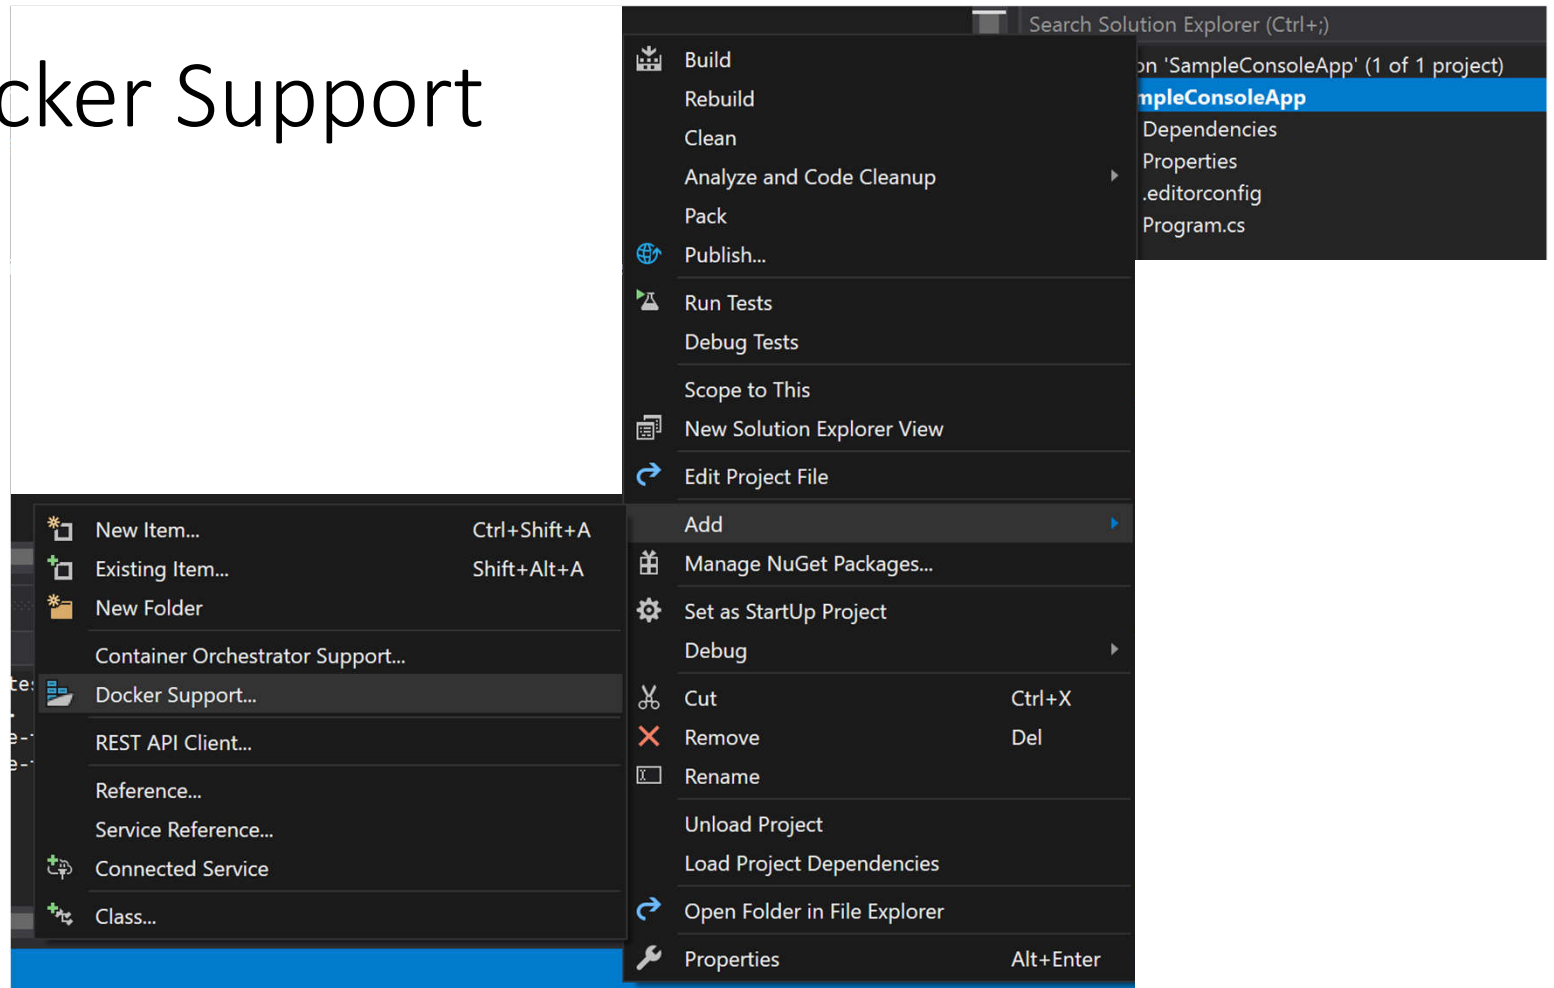 cker Support
Search Solution Explorer (Ctrl+;)
on 'SampleConsoleApp' (1 of 1 project)
mpleConsoleApp
Dependencies
Properties
.editorconfig
Program.cs
Build
Rebuild
Clean
Analyze and Code Cleanup
Pack
Publish...
Run Tests
Debug Tests
Scope to This
New Solution Explorer View
Edit Project File
Add
Manage NuGet Packages...
Set as StartUp Project
Debug
Cut Ctrl+X
Remove Del
Rename
Unload Project
Load Project Dependencies
Open Folder in File Explorer
Properties Alt+Enter
New Item... Ctrl+Shift+A
Existing Item... Shift+Alt+A
New Folder
Container Orchestrator Support...
Docker Support...
REST API Client...
Reference...
Service Reference...
Connected Service
Class...